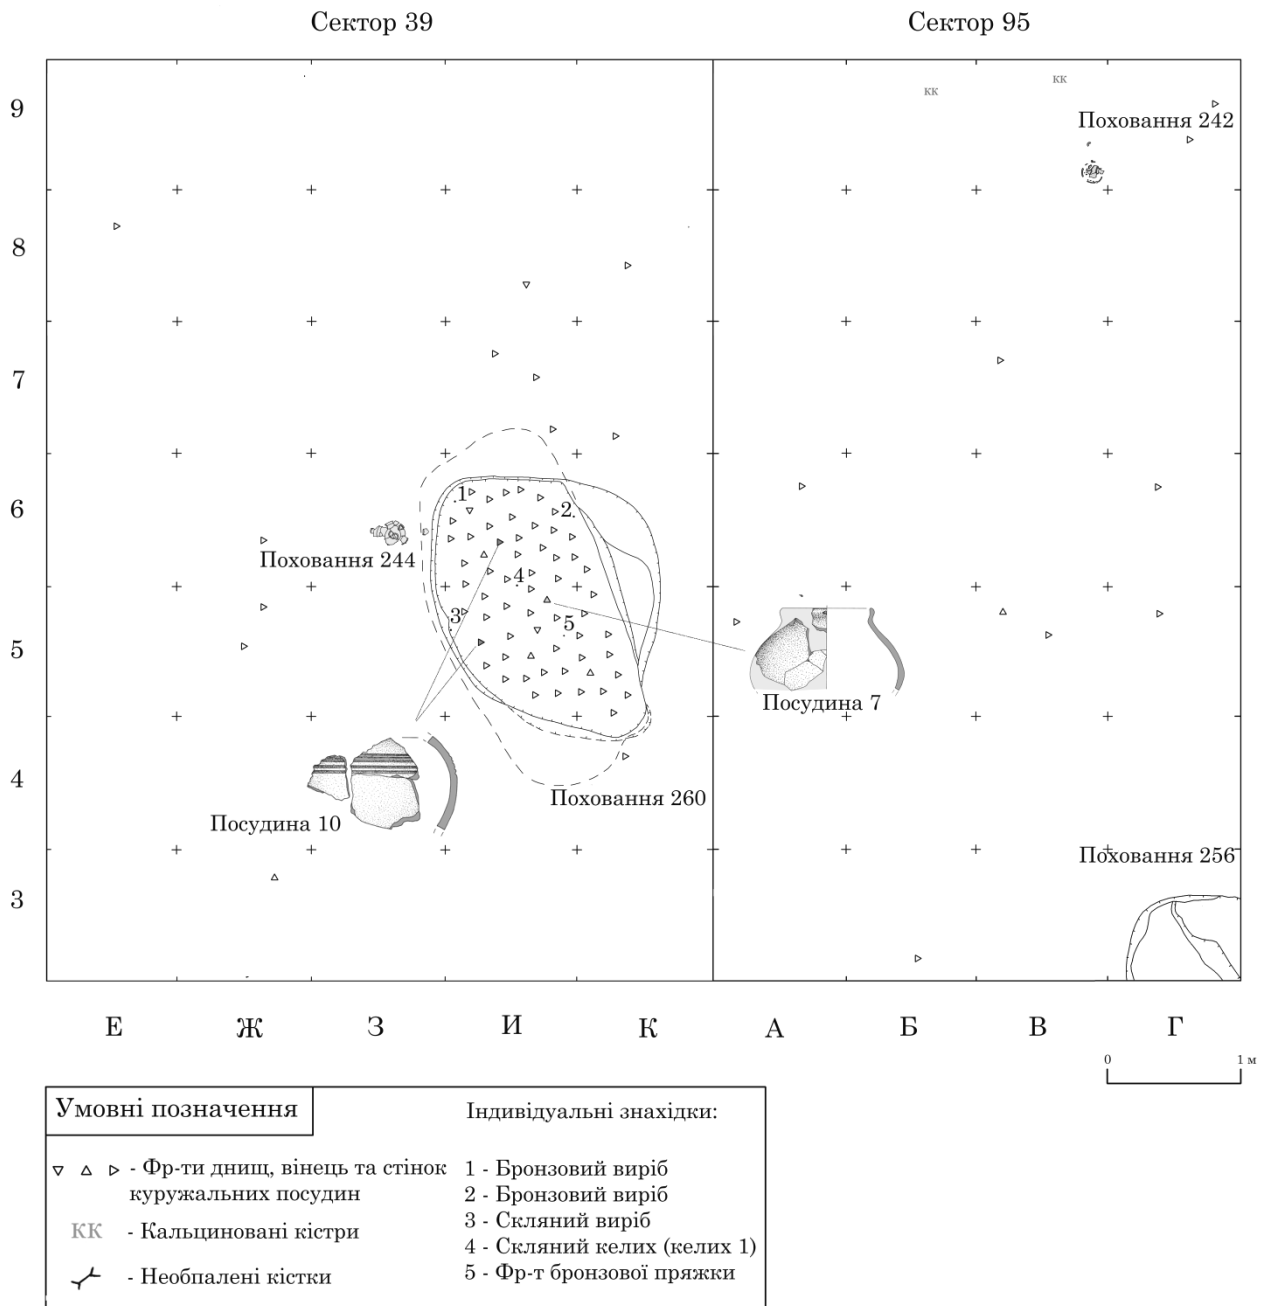 Сектор 39
Сектор 95
9
кк
кк
Поховання 242
8
7
6
1
2
Поховання 244
4
3
5
5
Посудина 7
4
Поховання 260
Посудина 10
Поховання 256
3
Е Ж З И К А Б В Г
0 1 м
Умовні позначення
- Фр-ти днищ, вінець та стінок
куружальних посудин
КК - Кальциновані кістри
- Необпалені кістки
Індивідуальні знахідки:
1 - Бронзовий виріб
2 - Бронзовий виріб
3 - Скляний виріб
4 - Скляний келих (келих 1)
5 - Фр-т бронзової пряжки